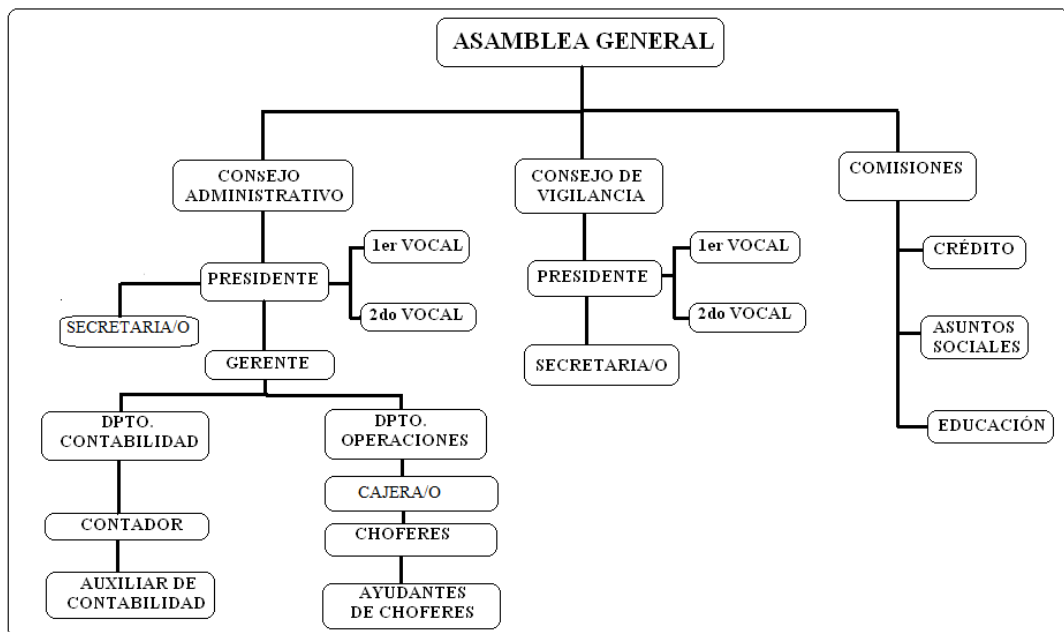 ASAMBLEA GENERAL
CONSEJO
ADMINISTRATIVO
CONSEJO DE
VIGILANCIA
COMISIONES
1er VOCAL
PRESIDENTE
2do VOCAL
SECRETARIA/O
GERENTE
1er VOCAL
PRESIDENTE
2do VOCAL
SECRETARIA/O
CRÉDITO
ASUNTOS
SOCIALES
EDUCACIÓN
DPTO.
CONTABILIDAD
CONTADOR
AUXILIAR DE
CONTABILIDAD
DPTO.
OPERACIONES
CAJERA/O
CHOFERES
AYUDANTES
DE CHOFERES